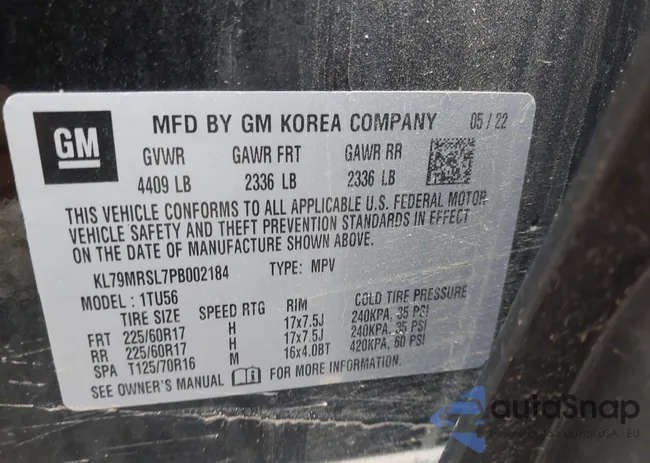 GM
MFD BY GM KOREA COMPANY 05 / 22
GVWR GAWR FRT GAWR RR
4409 LB 2336 LB 2336 LB
THIS VEHICLE CONFORMS TO ALL APPLICABLE U.S. FEDERAL MOTOR
VEHICLE SAFETY AND THEFT PREVENTION STANDARDS IN EFFECT
ON THE DATE OF MANUFACTURE SHOWN ABOVE.
KL79MRSL7PB002184 TYPE: MPV
MODEL : 1TU56
TIRE SIZE SPEED RTG RIM COLD TIRE PRESSURE
FRT 225/60R17 H 17x7.5J 240KPA, 35 PSI
RR 225/60R17 H 17x7.5J 240KPA, 35 PSI
SPA T125/70R16 M 16x4.0BT 420KPA, 60 PSI
SEE OWNER'S MANUAL FOR MORE INFORMATION.
autoSnap
USA EU